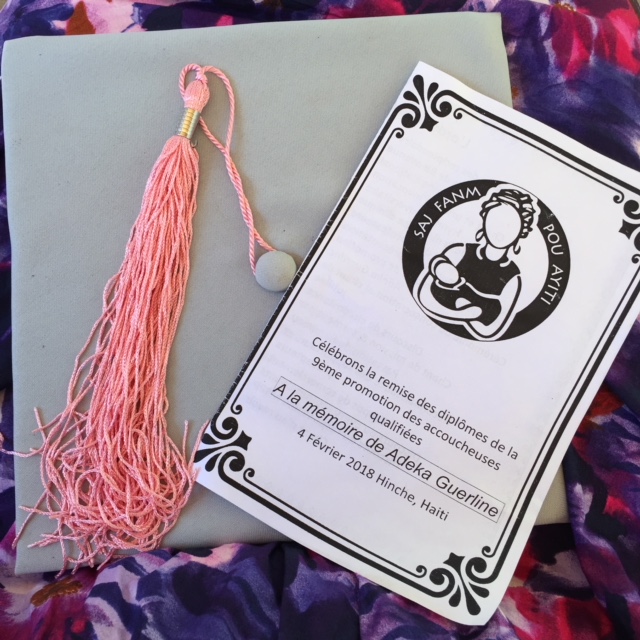 SAJ FANM POU AYITI
Célébrons la remise des diplômes de la
9ème promotion des accoucheuses
qualifiées
A la mémoire de Adeka Guerline
4 Février 2018 Hinche, Haiti